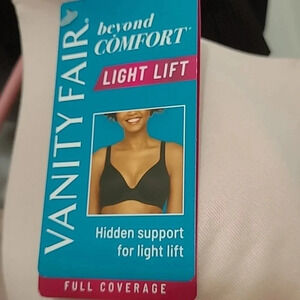 VANITY FAIR®
beyond
COMFORT®
LIGHT LIFT
Hidden support
for light lift
FULL COVERAGE